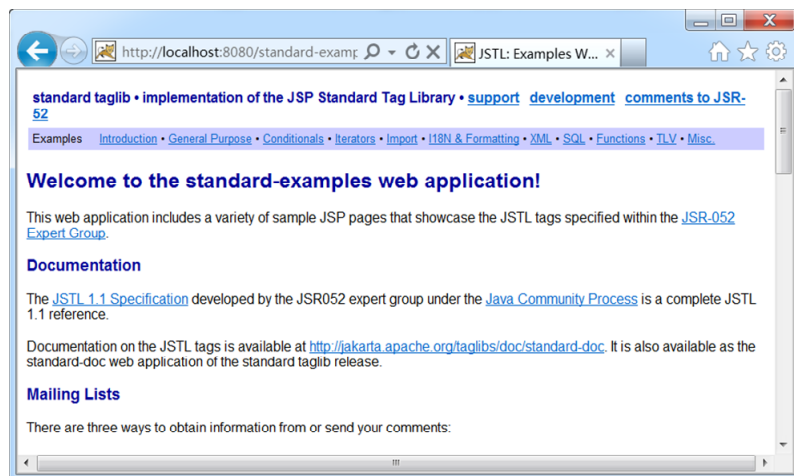 http://localhost:8080/standard-examp
JSTL: Examples W...
standard taglib • implementation of the JSP Standard Tag Library • support development comments to JSR-
52
Examples Introduction • General Purpose • Conditionals • Iterators • Import • I18N & Formatting • XML • SQL • Functions • TLV • Misc.
Welcome to the standard-examples web application!
This web application includes a variety of sample JSP pages that showcase the JSTL tags specified within the JSR-052
Expert Group.
Documentation
The JSTL 1.1 Specification developed by the JSR052 expert group under the Java Community Process is a complete JSTL
1.1 reference.
Documentation on the JSTL tags is available at http://jakarta.apache.org/taglibs/doc/standard-doc. It is also available as the
standard-doc web application of the standard taglib release.
Mailing Lists
There are three ways to obtain information from or send your comments: